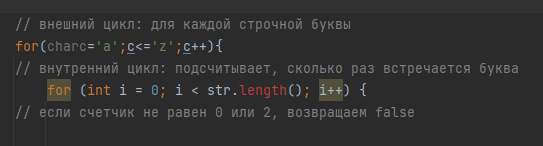 // внешний цикл: для каждой строчной буквы
for(charc='a';c<='z';c++){
// внутренний цикл: подсчитывает, сколько раз встречается буква
for (int i = 0; i < str.length(); i++) {
// если счетчик не равен 0 или 2, возвращаем false